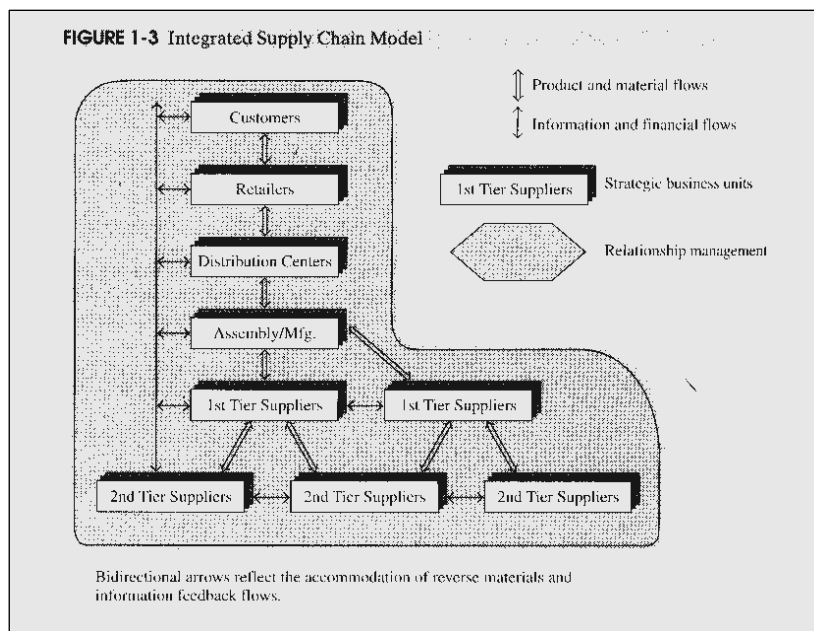 FIGURE 1-3 Integrated Supply Chain Model
Customers
Retailers
Distribution Centers
Assembly/Mfg.
1st Tier Suppliers
1st Tier Suppliers
2nd Tier Suppliers
2nd Tier Suppliers
2nd Tier Suppliers
Product and material flows
Information and financial flows
1st Tier Suppliers
Strategic business units
Relationship management
Bidirectional arrows reflect the accommodation of reverse materials and
information feedback flows.